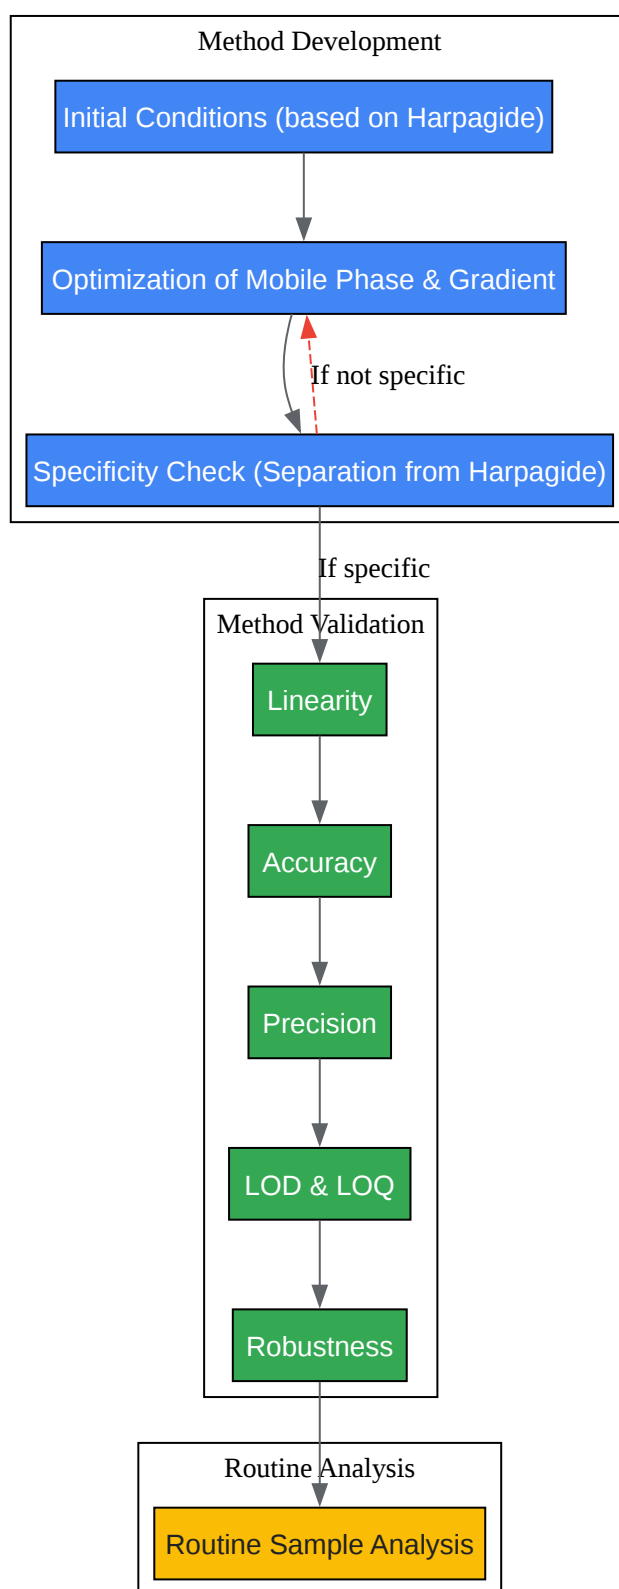 Method Development
Initial Conditions (based on Harpagide)
Optimization of Mobile Phase & Gradient
If not specific
Specificity Check (Separation from Harpagide)
If specific
Method Validation
Linearity
Accuracy
Precision
LOD & LOQ
Robustness
Routine Analysis
Routine Sample Analysis